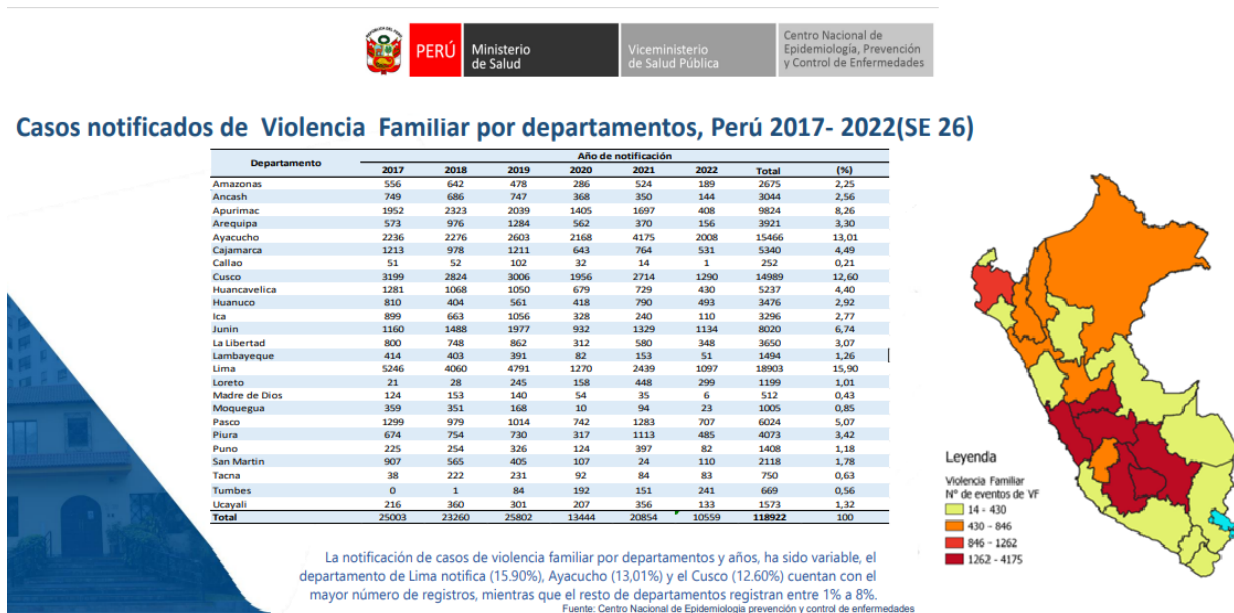 REPUBLICA DEL PERU
PERÚ
Ministerio
de Salud
Viceministerio
de Salud Pública
Centro Nacional de
Epidemiología, Prevención
y Control de Enfermedades
Casos notificados de Violencia Familiar por departamentos, Perú 2017- 2022(SE 26)
Departamento Año de notificación
2017 2018 2019 2020 2021 2022 Total (%)
Amazonas 556 642 478 286 524 189 2675 2,25
Ancash 749 686 747 368 350 144 3044 2,56
Apurimac 1952 2323 2039 1405 1697 408 9824 8,26
Arequipa 573 976 1284 562 370 156 3921 3,30
Ayacucho 2236 2276 2603 2168 4175 2008 15466 13,01
Cajamarca 1213 978 1211 643 764 531 5340 4,49
Callao 51 52 102 32 14 1 252 0,21
Cusco 3199 2824 3006 1956 2714 1290 14989 12,60
Huancavelica 1281 1068 1050 679 729 430 5237 4,40
Huanuco 810 404 561 418 790 493 3476 2,92
Ica 899 663 1056 328 240 110 3296 2,77
Junin 1160 1488 1977 932 1329 1134 8020 6,74
La Libertad 800 748 862 312 580 348 3650 3,07
Lambayeque 414 403 391 82 153 51 1494 1,26
Lima 5246 4060 4791 1270 2439 1097 18903 15,90
Loreto 21 28 245 158 448 299 1199 1,01
Madre de Dios 124 153 140 54 35 6 512 0,43
Moquegua 359 351 168 10 94 23 1005 0,85
Pasco 1299 979 1014 742 1283 707 6024 5,07
Piura 674 754 730 317 1113 485 4073 3,42
Puno 225 254 326 124 397 82 1408 1,18
San Martin 907 565 405 107 24 110 2118 1,78
Tacna 38 222 231 92 84 83 750 0,63
Tumbes 0 1 84 192 151 241 669 0,56
Ucayali 216 360 301 207 356 133 1573 1,32
Total 25003 23260 25802 13444 20854 10559 118922 100
Leyenda
Violencia Familiar
N° de eventos de VF
14 - 430
430 - 846
846 - 1262
1262 - 4175
La notificación de casos de violencia familiar por departamentos y años, ha sido variable, el
departamento de Lima notifica (15.90%), Ayacucho (13,01%) y el Cusco (12.60%) cuentan con el
mayor número de registros, mientras que el resto de departamentos registran entre 1% a 8%.
Fuente: Centro Nacional de Epidemiologia prevención y control de enfermedades